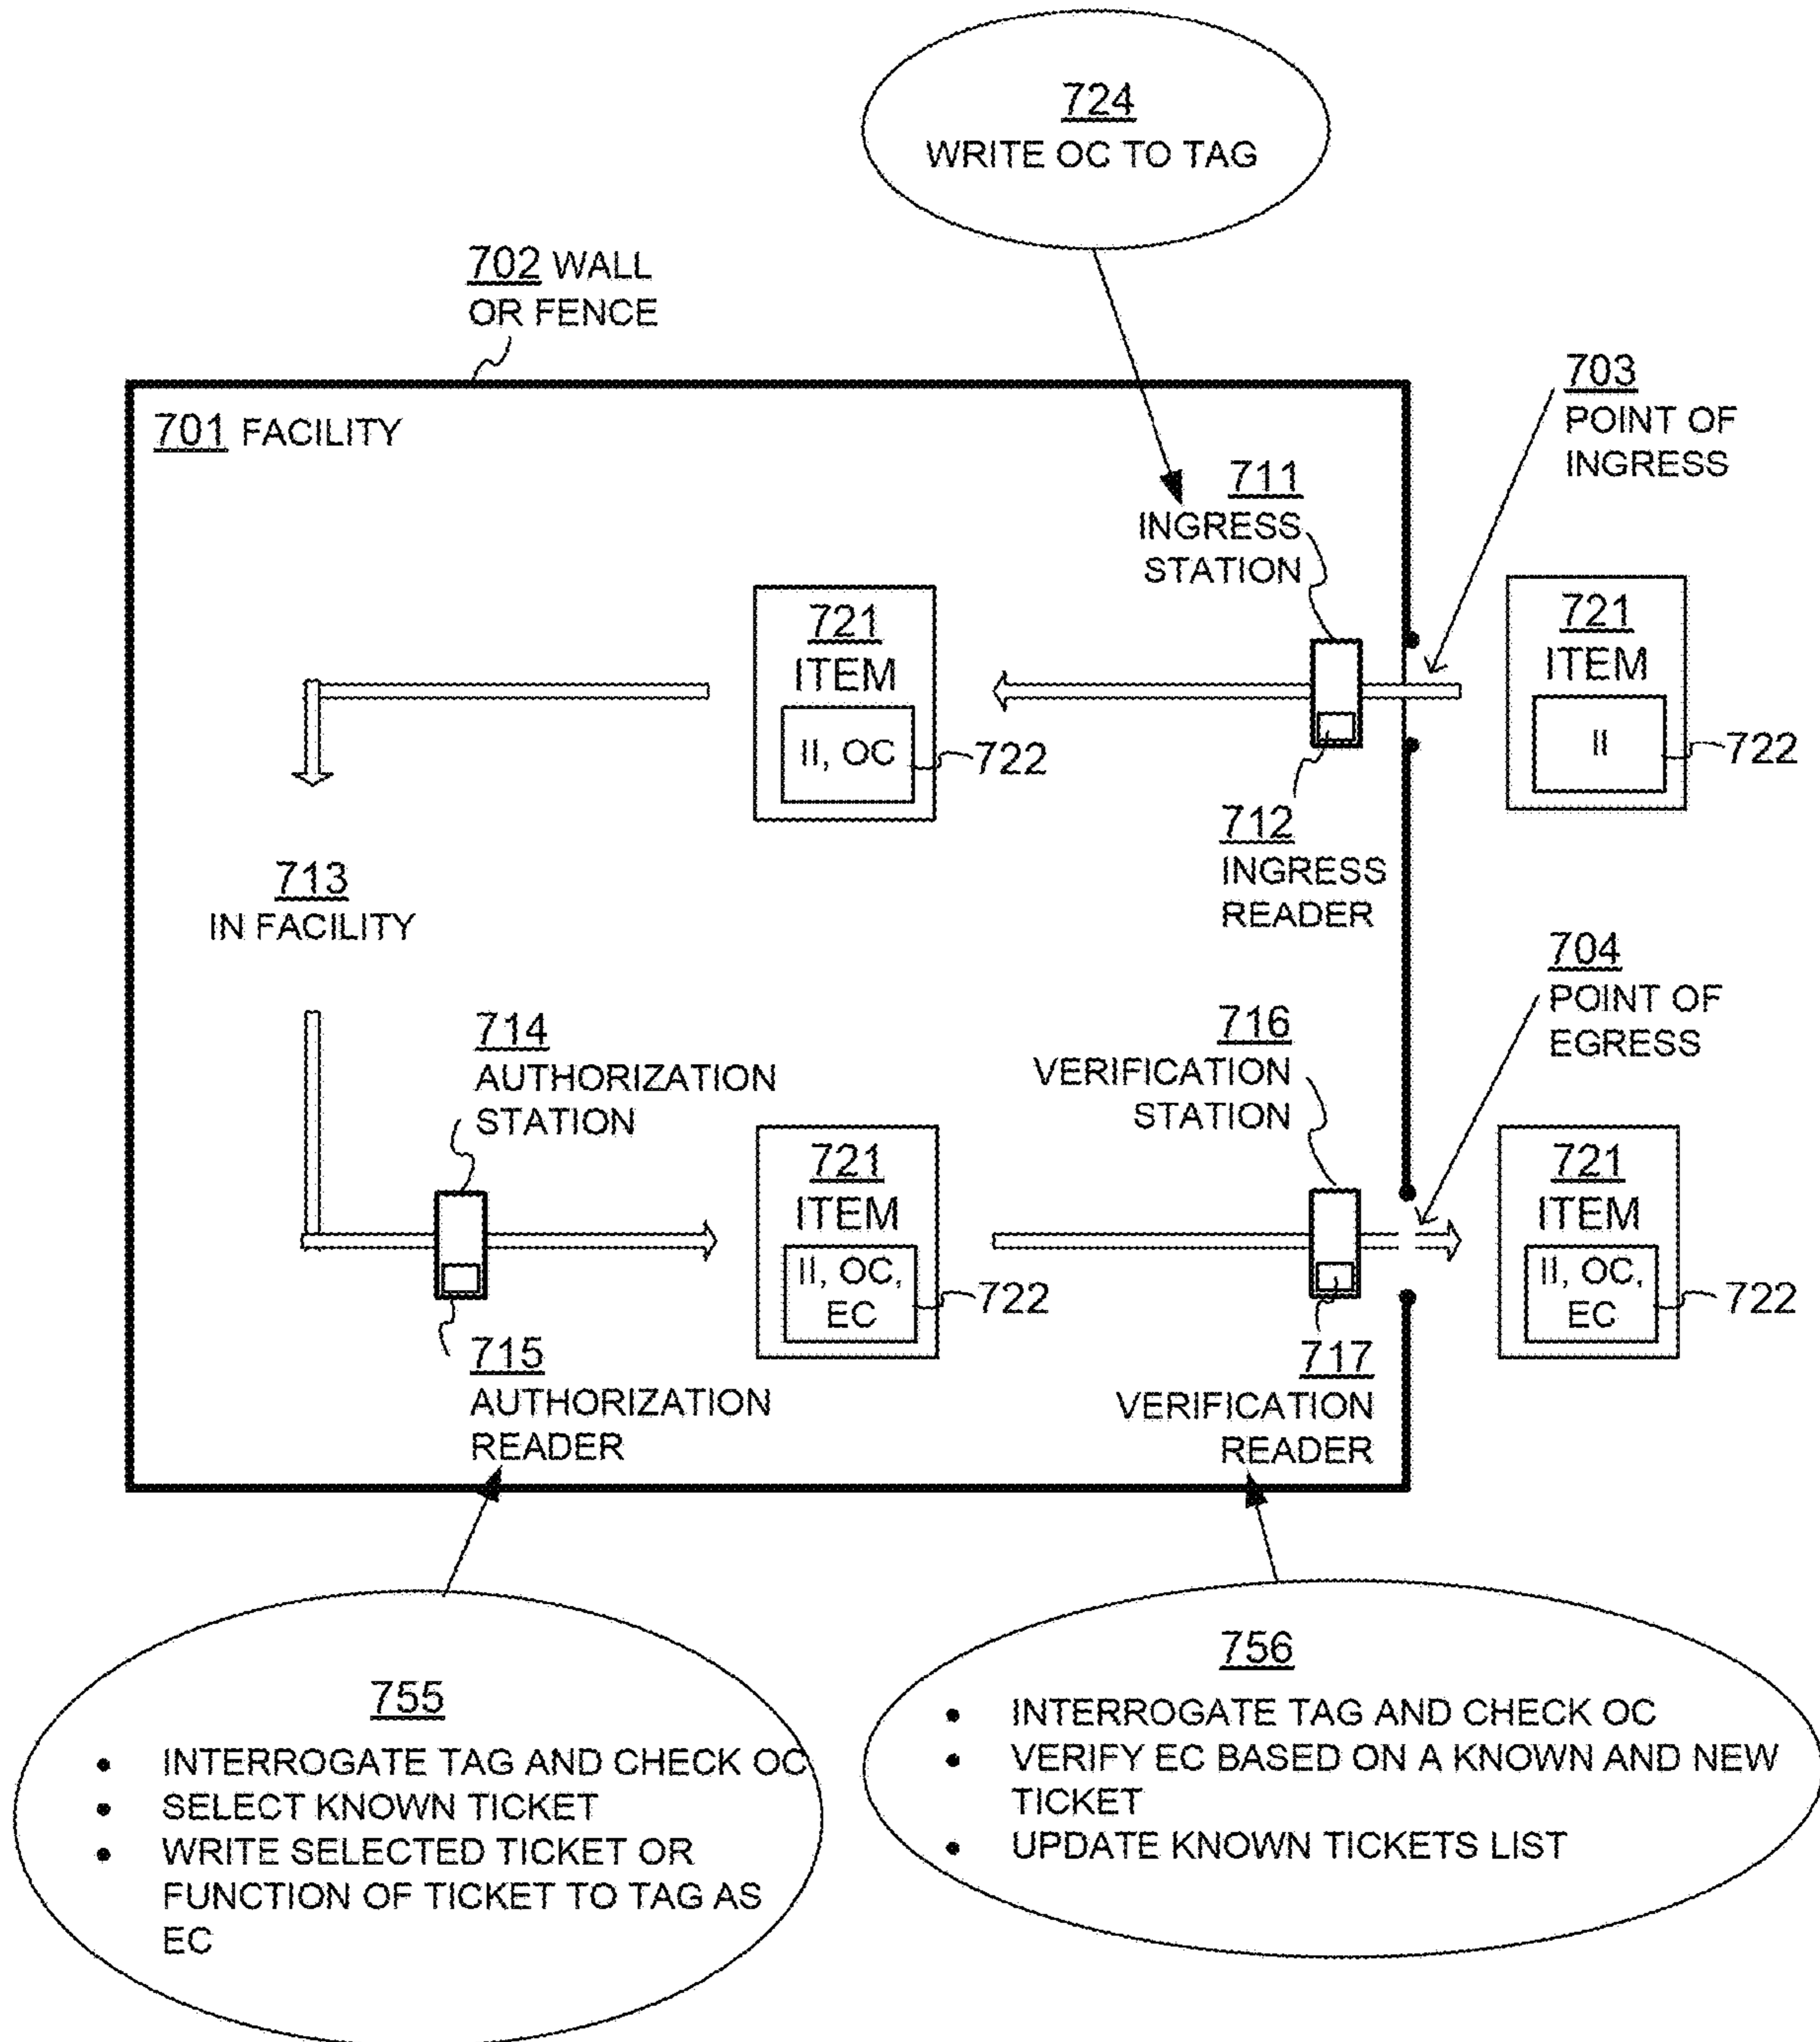 724
WRITE OC TO TAG
702 WALL
OR FENCE
703
POINT OF
INGRESS
701 FACILITY
711
INGRESS
STATION
721
ITEM
II, OC
722
721
ITEM
II
722
712
INGRESS
READER
713
IN FACILITY
704
POINT OF
EGRESS
714
AUTHORIZATION
STATION
716
VERIFICATION
STATION
721
ITEM
II, OC,
EC
722
721
ITEM
II, OC,
EC
722
715
AUTHORIZATION
READER
717
VERIFICATION
READER
755
• INTERROGATE TAG AND CHECK OC
• SELECT KNOWN TICKET
• WRITE SELECTED TICKET OR
FUNCTION OF TICKET TO TAG AS
EC
756
• INTERROGATE TAG AND CHECK OC
• VERIFY EC BASED ON A KNOWN AND NEW
TICKET
• UPDATE KNOWN TICKETS LIST